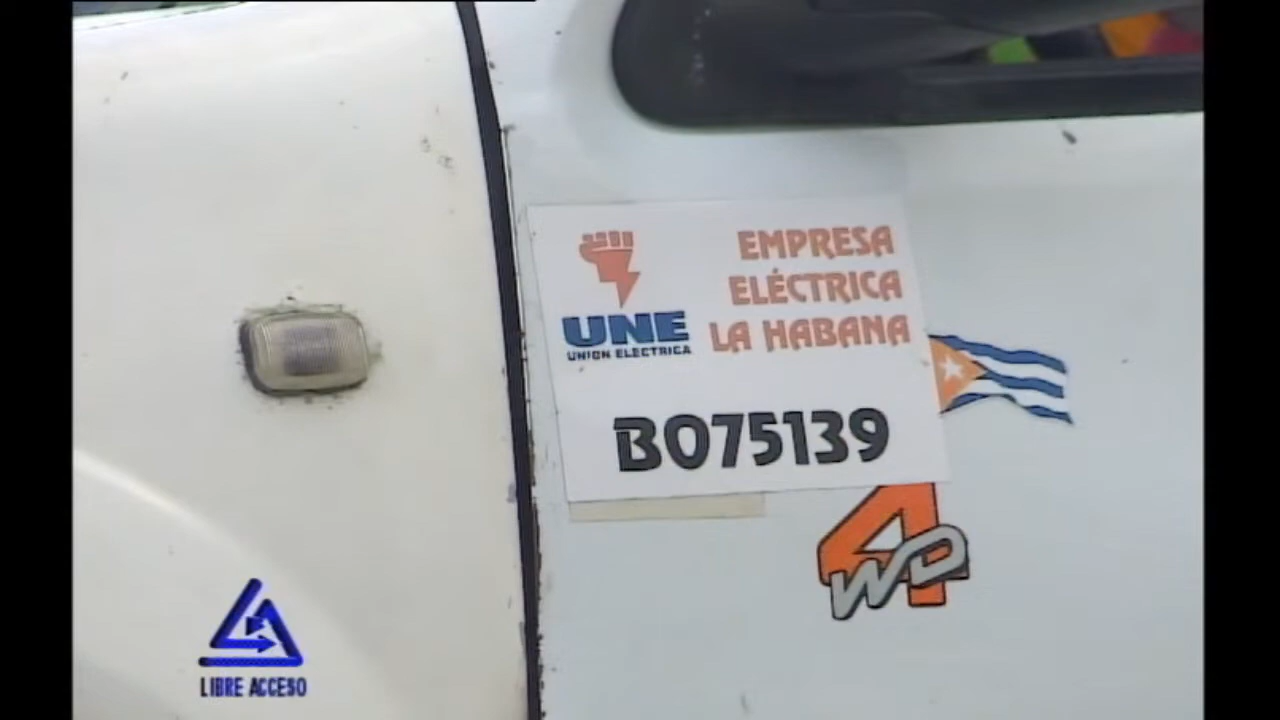 EMPRESA
ELÉCTRICA
LA HABANA
UNE
UNION ELECTRICA
B075139
4WD
LIBRE ACCESO